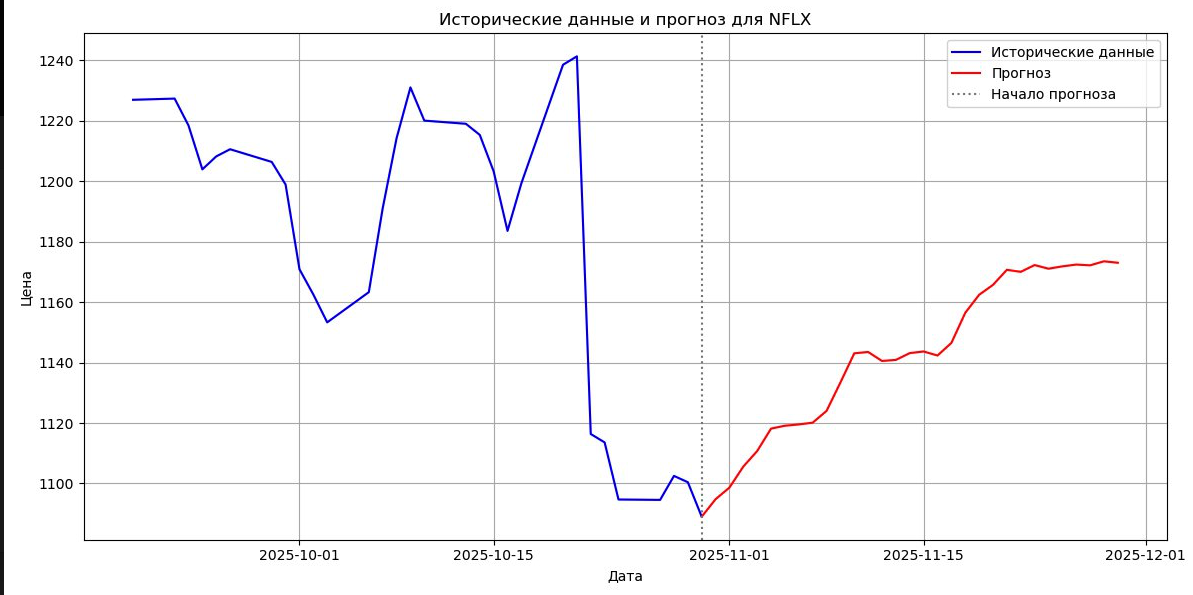 Исторические данные и прогноз для NFLX
Исторические данные
Прогноз
Начало прогноза
Цена
1240
1220
1200
1180
1160
1140
1120
1100
2025-10-01
2025-10-15
2025-11-01
2025-11-15
2025-12-01
Дата